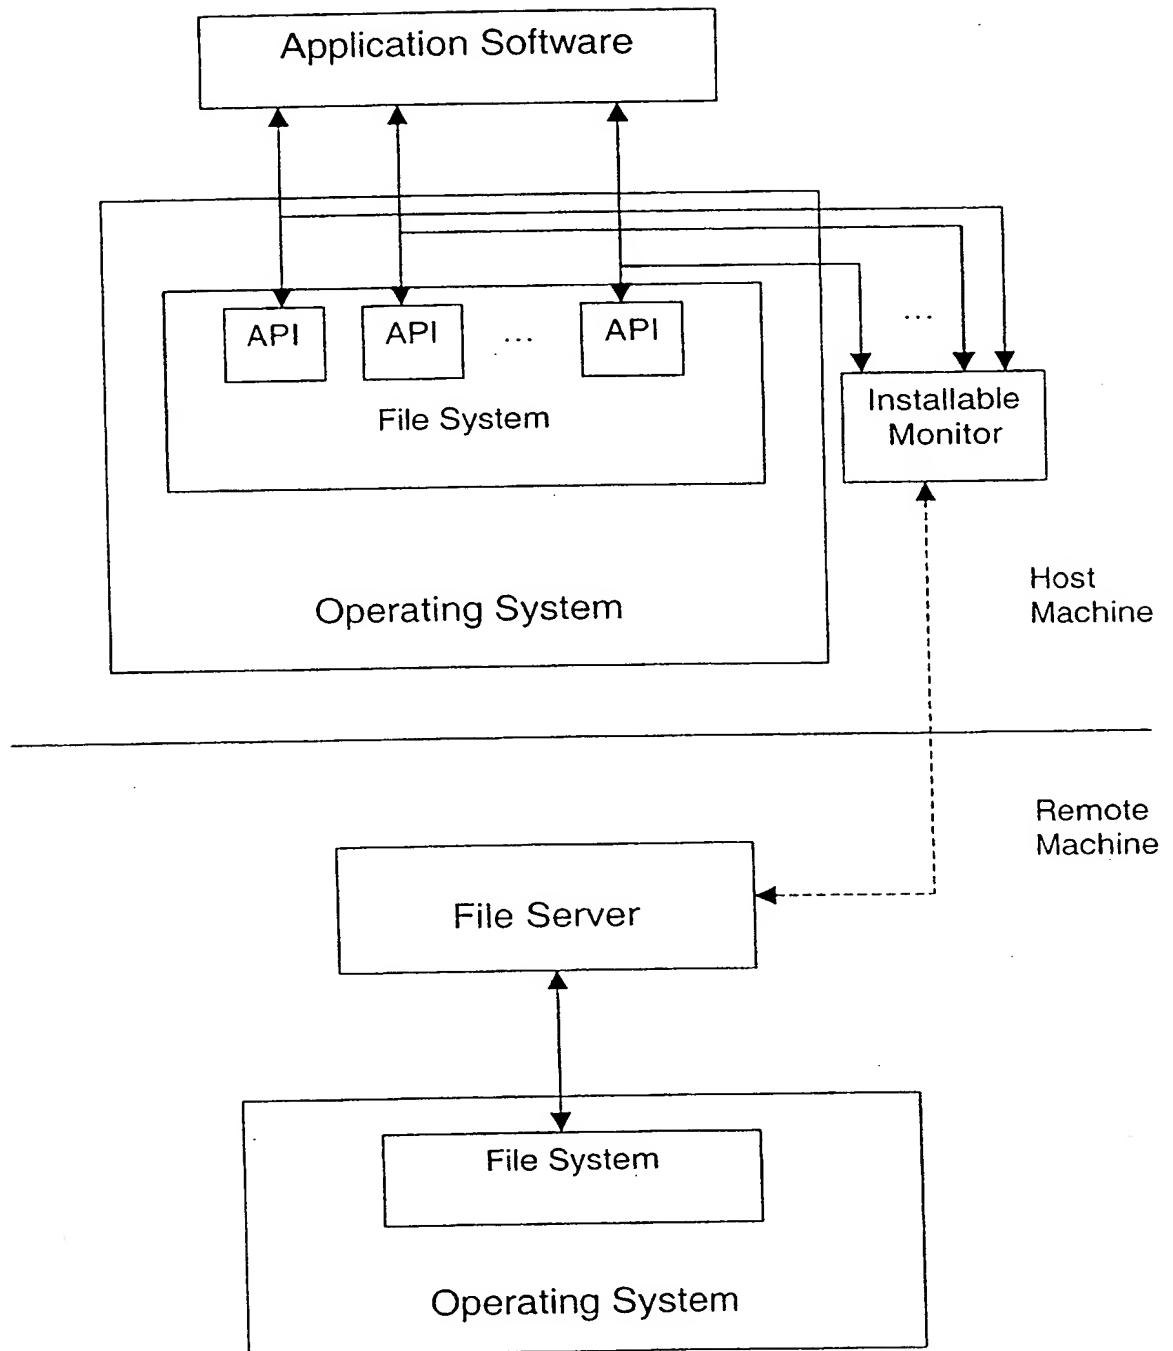 Application Software
API
API
...
API
...
File System
Installable
Monitor
Operating System
Host
Machine
Remote
Machine
File Server
File System
Operating System